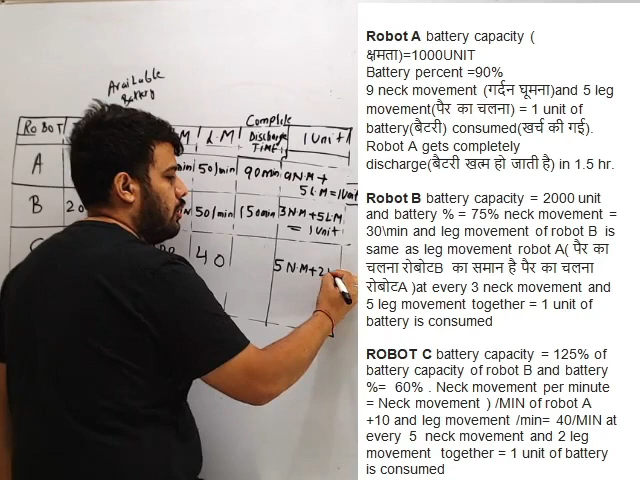 Available
Battery
RoBOT
M
L.M
Complete
Discharge
TIME
1 Unit
A
min
50/min
90min
9N.M+
5L.M=1Unit
B
20
50/min
150min
3N.M+5L.M
= 1Unit
40
5 N.M+2
Robot A battery capacity (
क्षमता)=1000UNIT
Battery percent =90%
9 neck movement (गर्दन घूमना)and 5 leg
movement(पैर का चलना) = 1 unit of
battery(बैटरी) consumed(खर्च की गई).
Robot A gets completely
discharge(बैटरी खत्म हो जाती है) in 1.5 hr.
Robot B battery capacity = 2000 unit
and battery % = 75% neck movement =
30\min and leg movement of robot B is
same as leg movement robot A( पैर का
चलना रोबोटB का समान है पैर का चलना
रोबोटA )at every 3 neck movement and
5 leg movement together = 1 unit of
battery is consumed
ROBOT C battery capacity = 125% of
battery capacity of robot B and battery
%= 60% . Neck movement per minute
= Neck movement ) /MIN of robot A
+10 and leg movement /min= 40/MIN at
every 5 neck movement and 2 leg
movement together = 1 unit of battery
is consumed